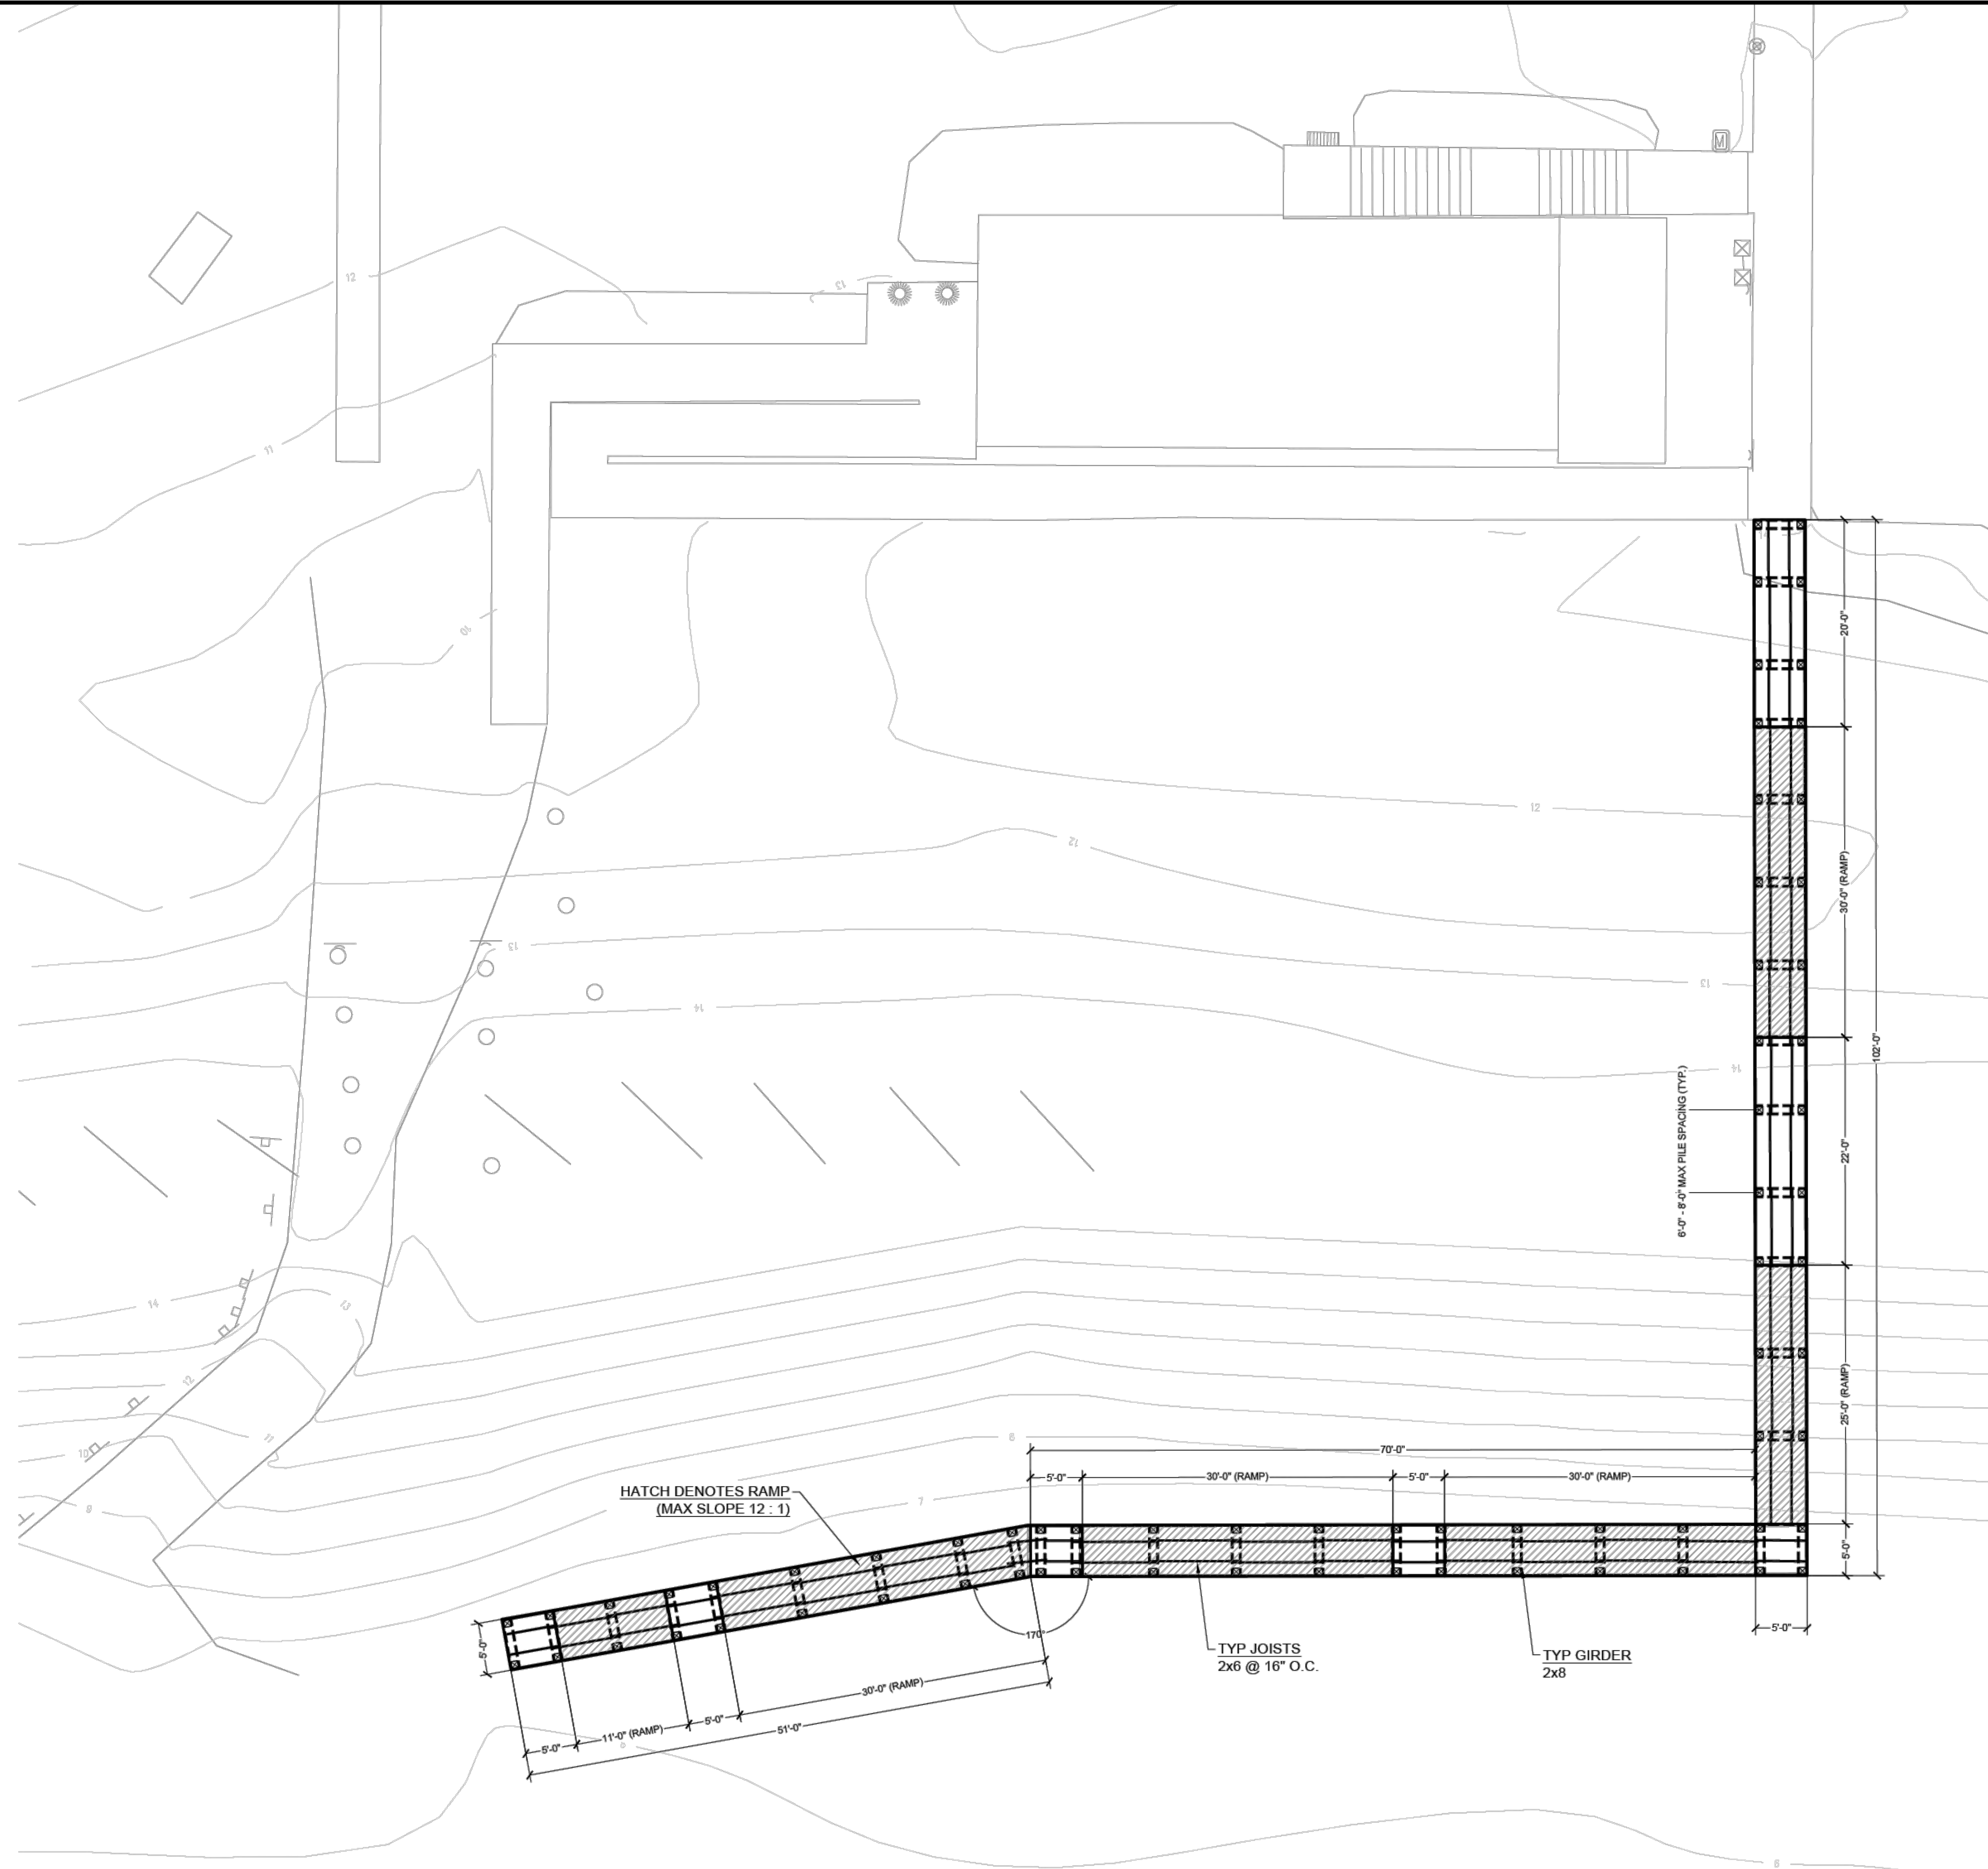 M
12
13
11
10
20'-0"
12
12
30'-0" (RAMP)
13
13
14
102'-0"
14
6'-0" - 8'-0" MAX PILE SPACING (TYP.)
22'-0"
14
13
12
25'-0" (RAMP)
11
10
8
70'-0"
5'-0"
30'-0" (RAMP)
5'-0"
30'-0" (RAMP)
HATCH DENOTES RAMP
(MAX SLOPE 12 : 1)
7
5'-0"
5'-0"
170°
5'-0"
TYP JOISTS
2x6 @ 16" O.C.
TYP GIRDER
2x8
30'-0" (RAMP)
5'-0"
11'-0" (RAMP)
5'-0"
51'-0"